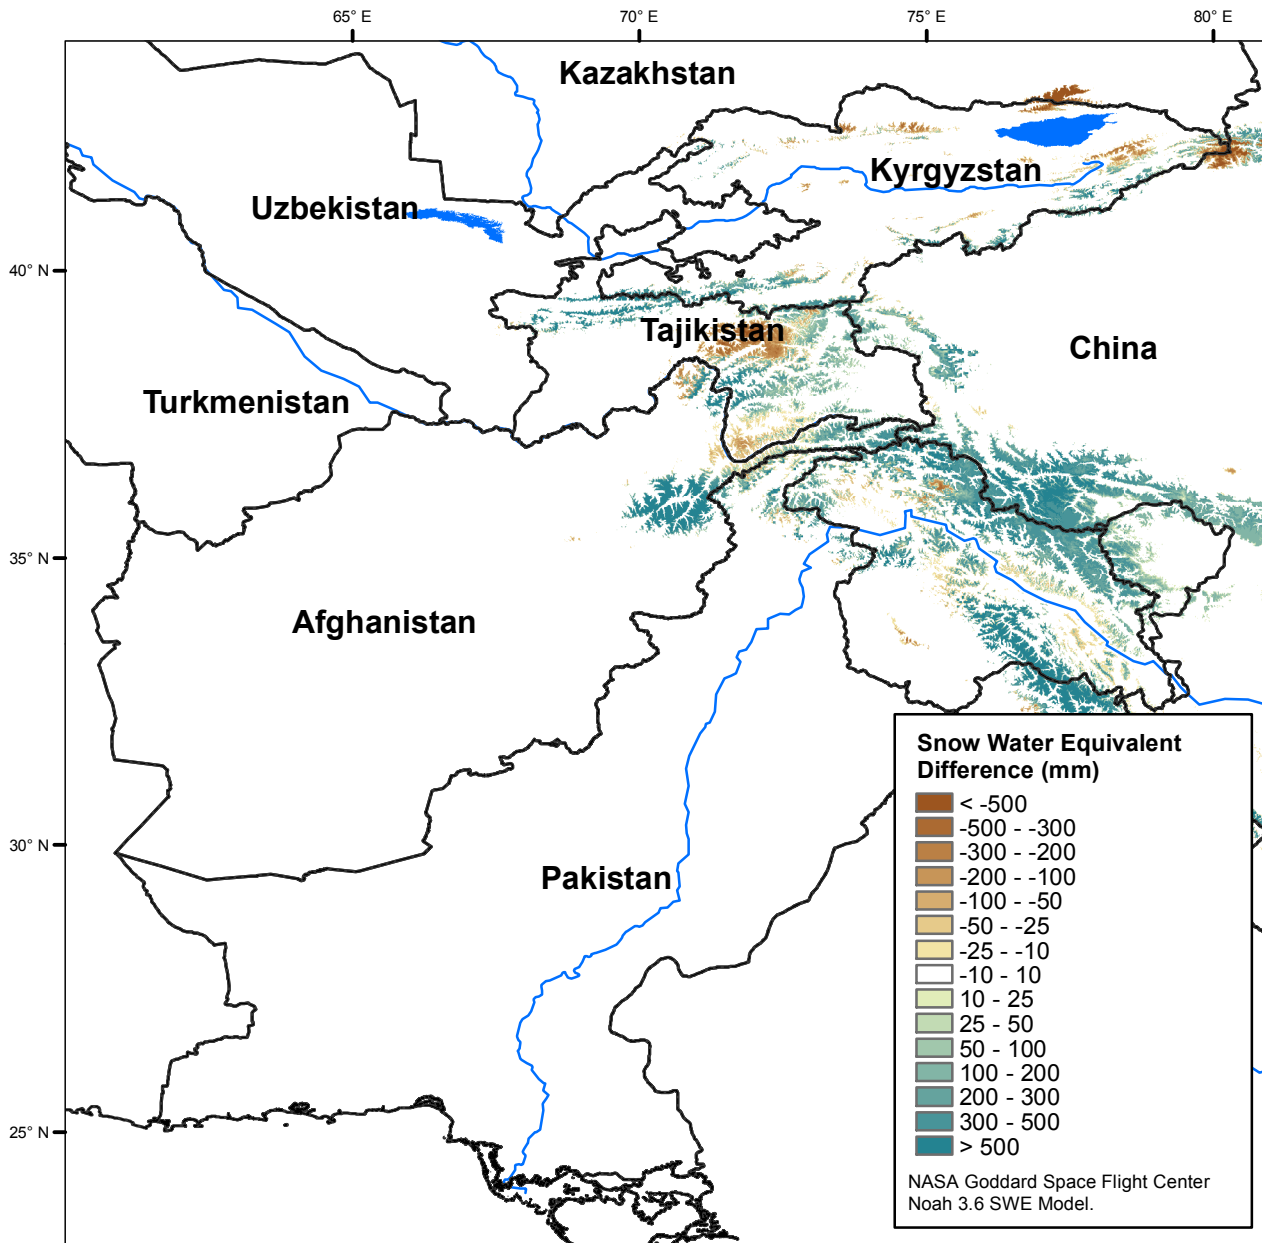 65° E
70° E
75° E
80° E
Kazakhstan
Kyrgyzstan
Uzbekistan
40° N
Tajikistan
China
Turkmenistan
35° N
Afghanistan
30° N
Pakistan
25° N
Snow Water Equivalent
Difference (mm)
< -500
-500 - -300
-300 - -200
-200 - -100
-100 - -50
-50 - -25
-25 - -10
-10 - 10
10 - 25
25 - 50
50 - 100
100 - 200
200 - 300
300 - 500
> 500
NASA Goddard Space Flight Center
Noah 3.6 SWE Model.